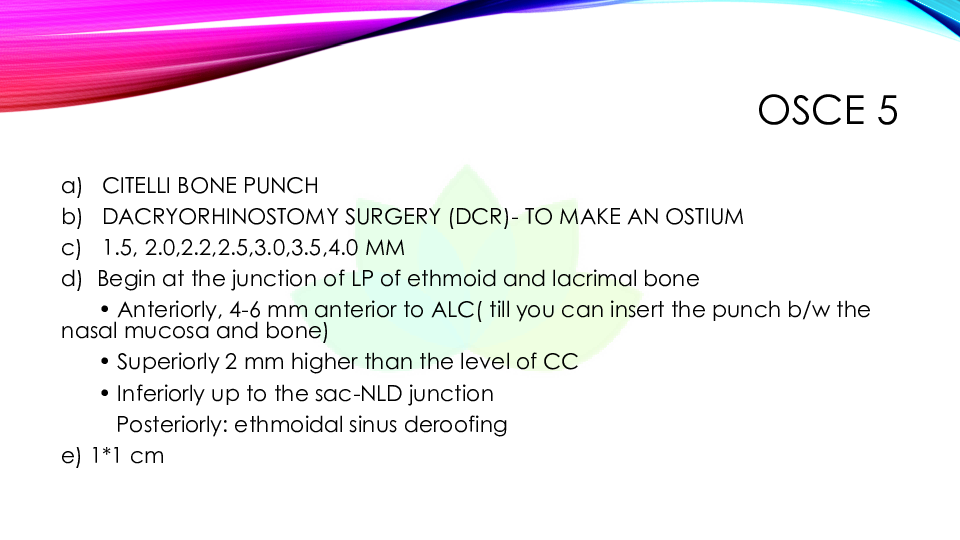 OSCE 5
a) CITELLI BONE PUNCH
b) DACRYORHINOSTOMY SURGERY (DCR)- TO MAKE AN OSTIUM
c) 1.5, 2.0,2.2,2.5,3.0,3.5,4.0 MM
d) Begin at the junction of LP of ethmoid and lacrimal bone
• Anteriorly, 4-6 mm anterior to ALC( till you can insert the punch b/w the
nasal mucosa and bone)
• Superiorly 2 mm higher than the level of CC
• Inferiorly up to the sac-NLD junction
Posteriorly: ethmoidal sinus deroofing
e) 1*1 cm